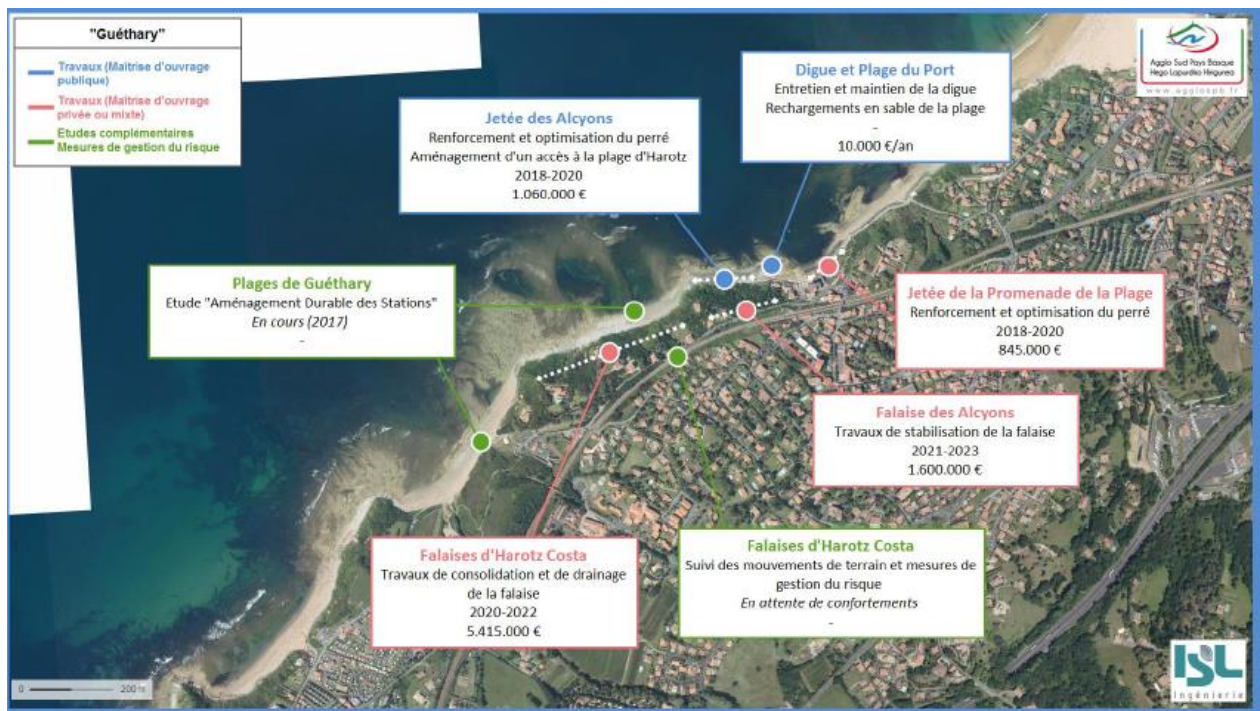 "Guéthary"
Travaux (Maîtrise d'ouvrage
publique)
Travaux (Maîtrise d'ouvrage
privée ou mixte)
Etudes complémentaires
Mesures de gestion du risque
Agglo Sud Pays Basque
Hego Lapurdiko Hirigunea
www.agglospb.fr
Digue et Plage du Port
Entretien et maintien de la digue
Rechargements en sable de la plage
-
10.000 €/an
Jetée des Alcyons
Renforcement et optimisation du perré
Aménagement d'un accès à la plage d'Harotz
2018-2020
1.060.000 €
Plages de Guéthary
Etude "Aménagement Durable des Stations"
En cours (2017)
-
Jetée de la Promenade de la Plage
Renforcement et optimisation du perré
2018-2020
845.000 €
Falaise des Alcyons
Travaux de stabilisation de la falaise
2021-2023
1.600.000 €
Falaises d'Harotz Costa
Travaux de consolidation et de drainage
de la falaise
2020-2022
5.415.000 €
Falaises d'Harotz Costa
Suivi des mouvements de terrain et mesures de
gestion du risque
En attente de confortements
-
0 200 m
ISL
Ingénierie